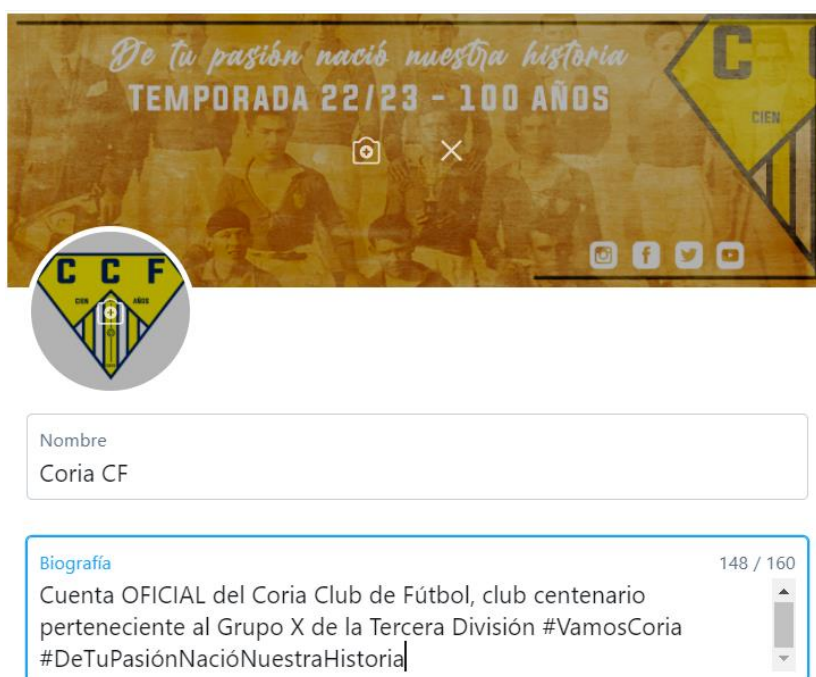 De tu pasión nació nuestra historia
TEMPORADA 22/23 - 100 AÑOS
C C
CIEN
C C F
CIEN AÑOS
Nombre
Coria CF
Biografía 148 / 160
Cuenta OFICIAL del Coria Club de Fútbol, club centenario
perteneciente al Grupo X de la Tercera División #VamosCoria
#DeTuPasiónNacióNuestraHistoria